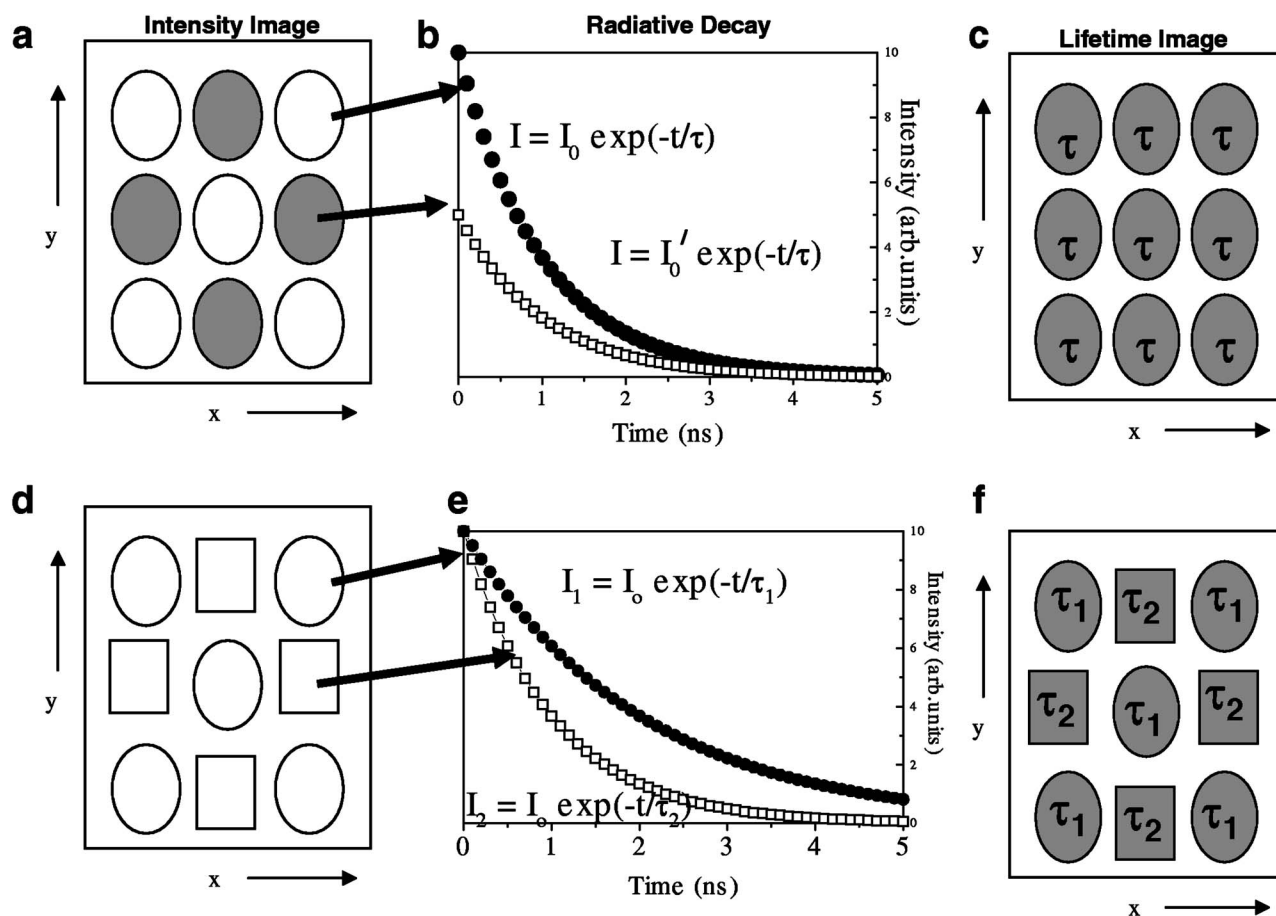 a
Intensity Image
b
Radiative Decay
c
Lifetime Image
y
x
I = I₀ exp(-t/τ)
I = I₀′ exp(-t/τ)
10
8
6
4
2
0
Intensity (arb.units)
0 1 2 3 4 5
Time (ns)
τ τ τ
τ τ τ
τ τ τ
y
x
d
e
f
y
x
I₁ = Iₒ exp(-t/τ₁)
I₂ = Iₒ exp(-t/τ₂)
10
8
6
4
2
0
Intensity (arb.units)
0 1 2 3 4 5
Time (ns)
τ₁ τ₂ τ₁
τ₂ τ₁ τ₂
τ₁ τ₂ τ₁
y
x